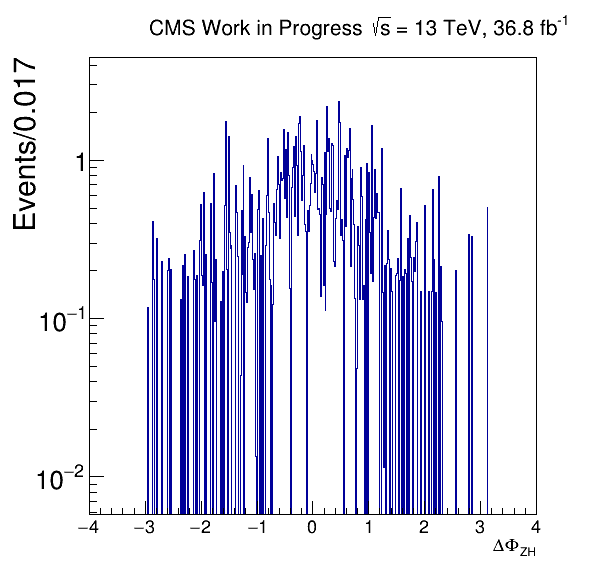 CMS Work in Progress √s = 13 TeV, 36.8 fb⁻¹
Events/0.017
1
10⁻¹
10⁻²
−4 −3 −2 −1 0 1 2 3 4
ΔΦ_ZH